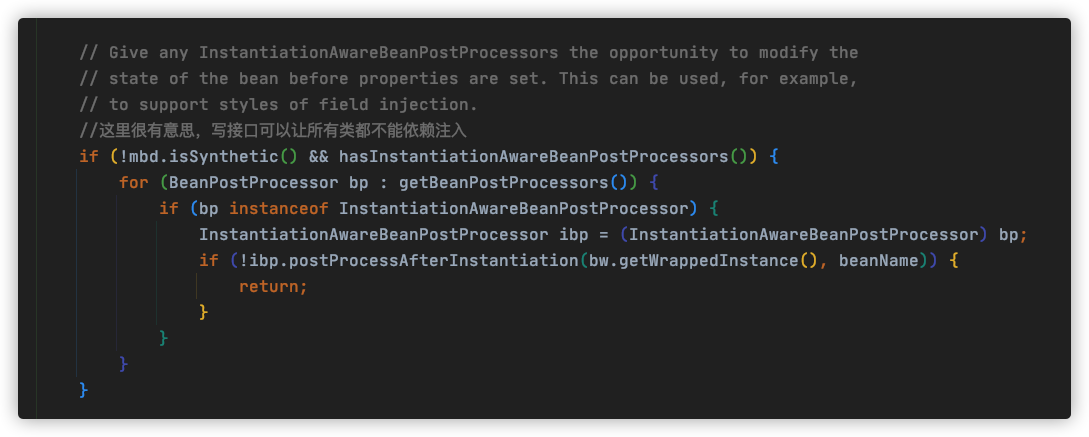 // Give any InstantiationAwareBeanPostProcessors the opportunity to modify the
// state of the bean before properties are set. This can be used, for example,
// to support styles of field injection.
//这里很有意思，写接口可以让所有类都不能依赖注入
if (!mbd.isSynthetic() && hasInstantiationAwareBeanPostProcessors()) {
for (BeanPostProcessor bp : getBeanPostProcessors()) {
if (bp instanceof InstantiationAwareBeanPostProcessor) {
InstantiationAwareBeanPostProcessor ibp = (InstantiationAwareBeanPostProcessor) bp;
if (!ibp.postProcessAfterInstantiation(bw.getWrappedInstance(), beanName)) {
return;
}
}
}
}